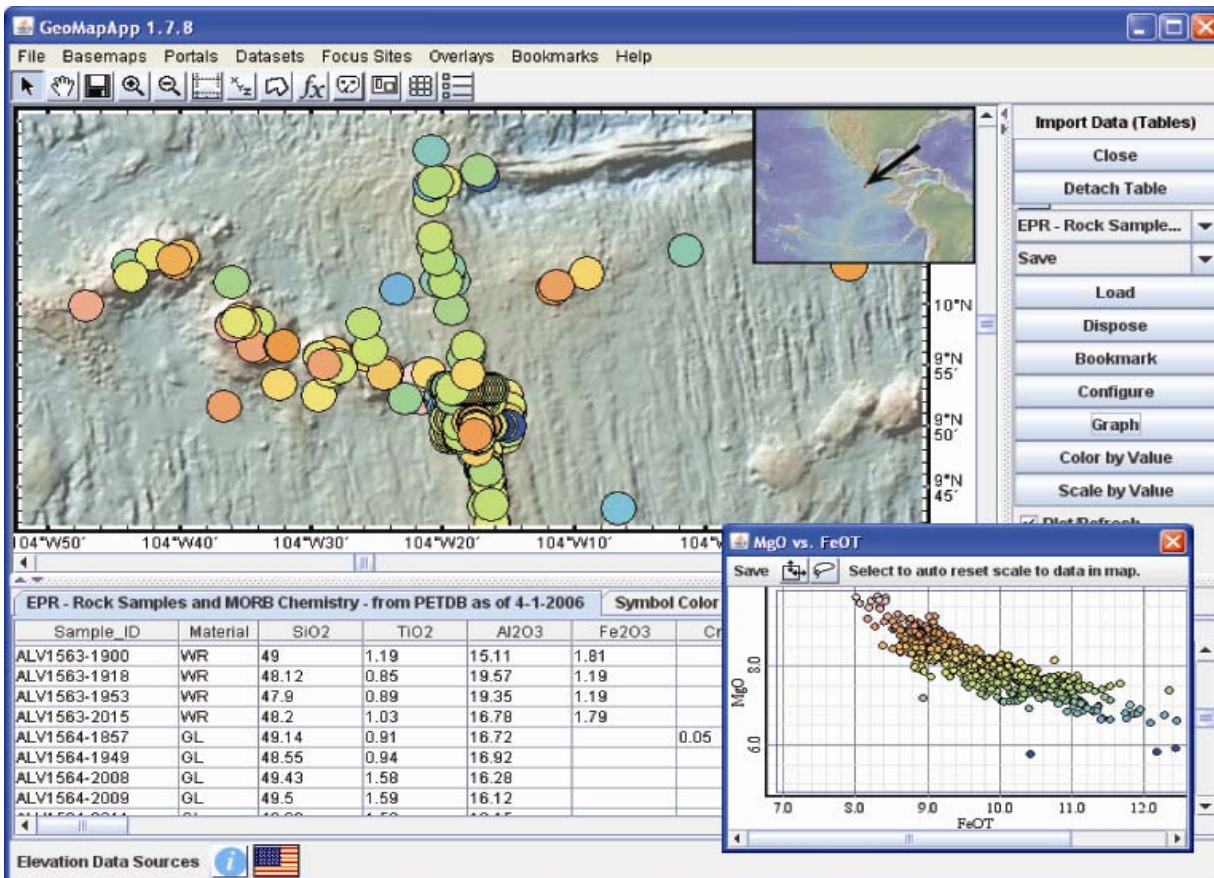 GeoMapApp 1.7.8
File Basemaps Portals Datasets Focus Sites Overlays Bookmarks Help
Import Data (Tables)
Close
Detach Table
EPR - Rock Sample...
Save
Load
Dispose
Bookmark
Configure
Graph
Color by Value
Scale by Value
Plot/Refresh
10°N
9°N
55´
9°N
50´
9°N
45´
104°W50´ 104°W40´ 104°W30´ 104°W20´ 104°W10´ 104°W
MgO vs. FeOT
Save Select to auto reset scale to data in map.
MgO
8.0
6.0
7.0 8.0 9.0 10.0 11.0 12.0
FeOT
EPR - Rock Samples and MORB Chemistry - from PETDB as of 4-1-2006 Symbol Color
Sample_ID Material SiO2 TiO2 Al2O3 Fe2O3 Cr
ALV1563-1900 WR 49 1.19 15.11 1.81
ALV1563-1918 WR 48.12 0.85 19.57 1.19
ALV1563-1953 WR 47.9 0.89 19.35 1.19
ALV1563-2015 WR 48.2 1.03 16.78 1.79
ALV1564-1857 GL 49.14 0.91 16.72 0.05
ALV1564-1949 GL 48.55 0.94 16.92
ALV1564-2008 GL 49.43 1.58 16.28
ALV1564-2009 GL 49.5 1.59 16.12
Elevation Data Sources